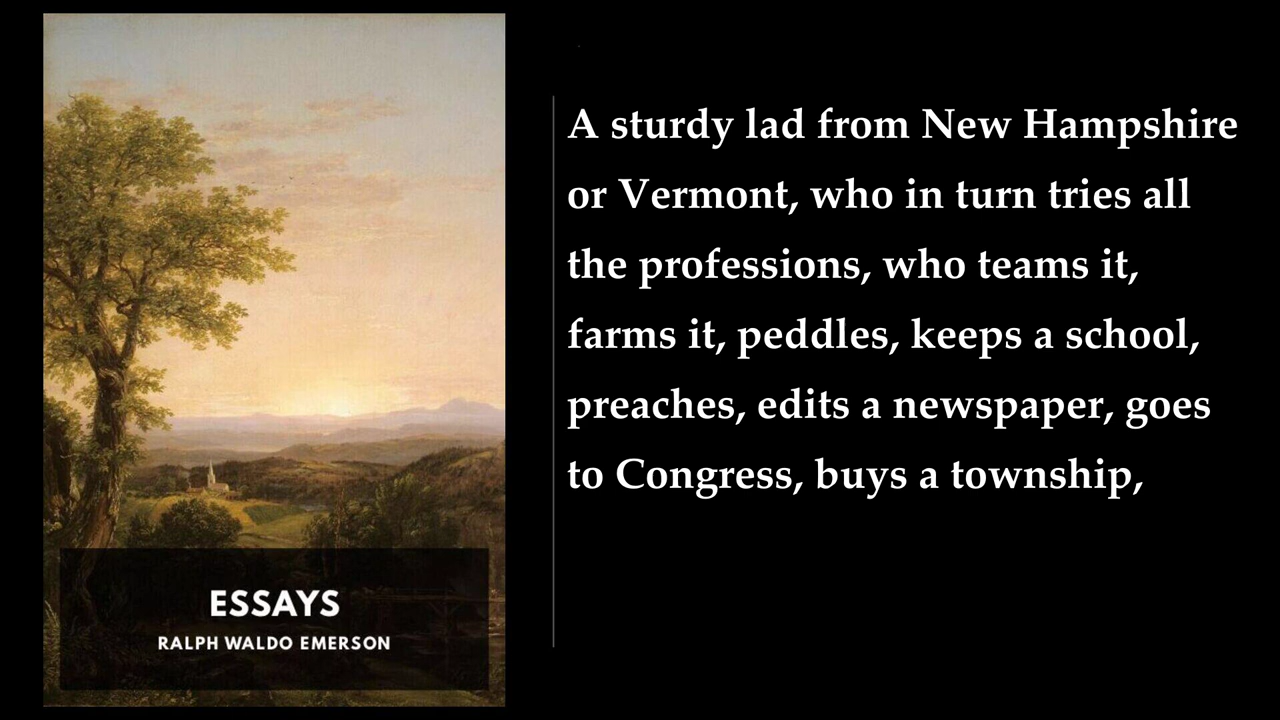 ESSAYS
RALPH WALDO EMERSON
A sturdy lad from New Hampshire
or Vermont, who in turn tries all
the professions, who teams it,
farms it, peddles, keeps a school,
preaches, edits a newspaper, goes
to Congress, buys a township,